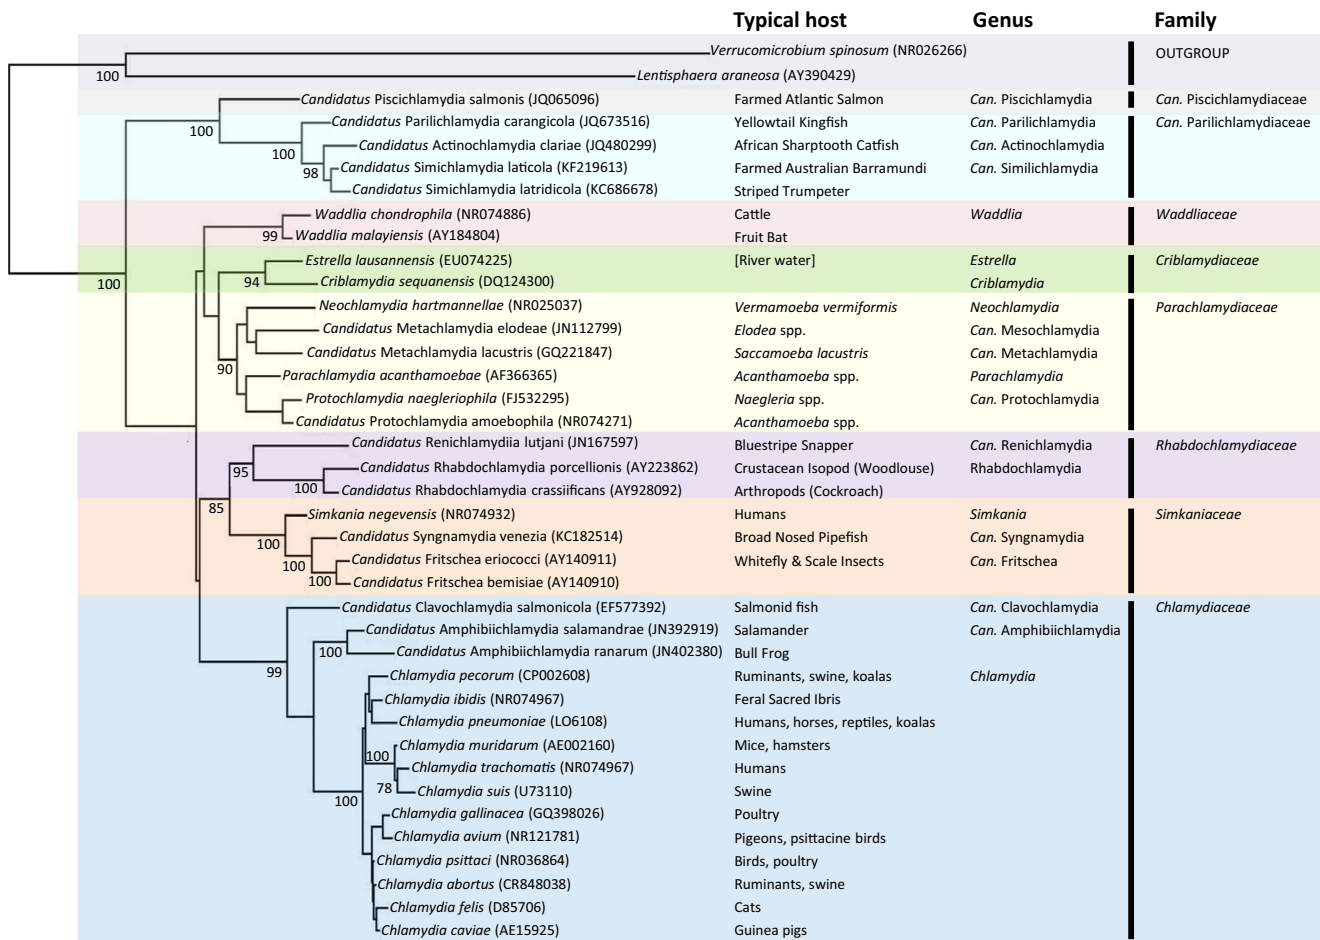 Typical host Genus Family
Verrucomicrobium spinosum (NR026266) OUTGROUP
100 Lentisphaera araneosa (AY390429)
Candidatus Piscichlamydia salmonis (JQ065096) Farmed Atlantic Salmon Can. Piscichlamydia Can. Piscichlamydiaceae
100 Candidatus Parilichlamydia carangicola (JQ673516) Yellowtail Kingfish Can. Parilichlamydia Can. Parilichlamydiaceae
100 Candidatus Actinochlamydia clariae (JQ480299) African Sharptooth Catfish Can. Actinochlamydia
98 Candidatus Simichlamydia laticola (KF219613) Farmed Australian Barramundi Can. Similichlamydia
Candidatus Simichlamydia latridicola (KC686678) Striped Trumpeter
Waddlia chondrophila (NR074886) Cattle Waddlia Waddliaceae
99 Waddlia malayiensis (AY184804) Fruit Bat
Estrella lausannensis (EU074225) [River water] Estrella Criblamydiaceae
100 94 Criblamydia sequanensis (DQ124300) Criblamydia
Neochlamydia hartmannellae (NR025037) Vermamoeba vermiformis Neochlamydia Parachlamydiaceae
Candidatus Metachlamydia elodeae (JN112799) Elodea spp. Can. Mesochlamydia
Candidatus Metachlamydia lacustris (GQ221847) Saccamoeba lacustris Can. Metachlamydia
90 Parachlamydia acanthamoebae (AF366365) Acanthamoeba spp. Parachlamydia
Protochlamydia naegleriophila (FJ532295) Naegleria spp. Can. Protochlamydia
Candidatus Protochlamydia amoebophila (NR074271) Acanthamoeba spp.
Candidatus Renichlamydiia lutjani (JN167597) Bluestripe Snapper Can. Renichlamydia Rhabdochlamydiaceae
95 Candidatus Rhabdochlamydia porcellionis (AY223862) Crustacean Isopod (Woodlouse) Rhabdochlamydia
100 Candidatus Rhabdochlamydia crassiificans (AY928092) Arthropods (Cockroach)
85 Simkania negevensis (NR074932) Humans Simkania Simkaniaceae
100 Candidatus Syngnamydia venezia (KC182514) Broad Nosed Pipefish Can. Syngnamydia
100 Candidatus Fritschea eriococci (AY140911) Whitefly & Scale Insects Can. Fritschea
100 Candidatus Fritschea bemisiae (AY140910)
Candidatus Clavochlamydia salmonicola (EF577392) Salmonid fish Can. Clavochlamydia Chlamydiaceae
Candidatus Amphibiichlamydia salamandrae (JN392919) Salamander Can. Amphibiichlamydia
100 Candidatus Amphibiichlamydia ranarum (JN402380) Bull Frog
99 Chlamydia pecorum (CP002608) Ruminants, swine, koalas Chlamydia
Chlamydia ibidis (NR074967) Feral Sacred Ibris
Chlamydia pneumoniae (LO6108) Humans, horses, reptiles, koalas
Chlamydia muridarum (AE002160) Mice, hamsters
100 Chlamydia trachomatis (NR074967) Humans
78 Chlamydia suis (U73110) Swine
100 Chlamydia gallinacea (GQ398026) Poultry
Chlamydia avium (NR121781) Pigeons, psittacine birds
Chlamydia psittaci (NR036864) Birds, poultry
Chlamydia abortus (CR848038) Ruminants, swine
Chlamydia felis (D85706) Cats
Chlamydia caviae (AE15925) Guinea pigs